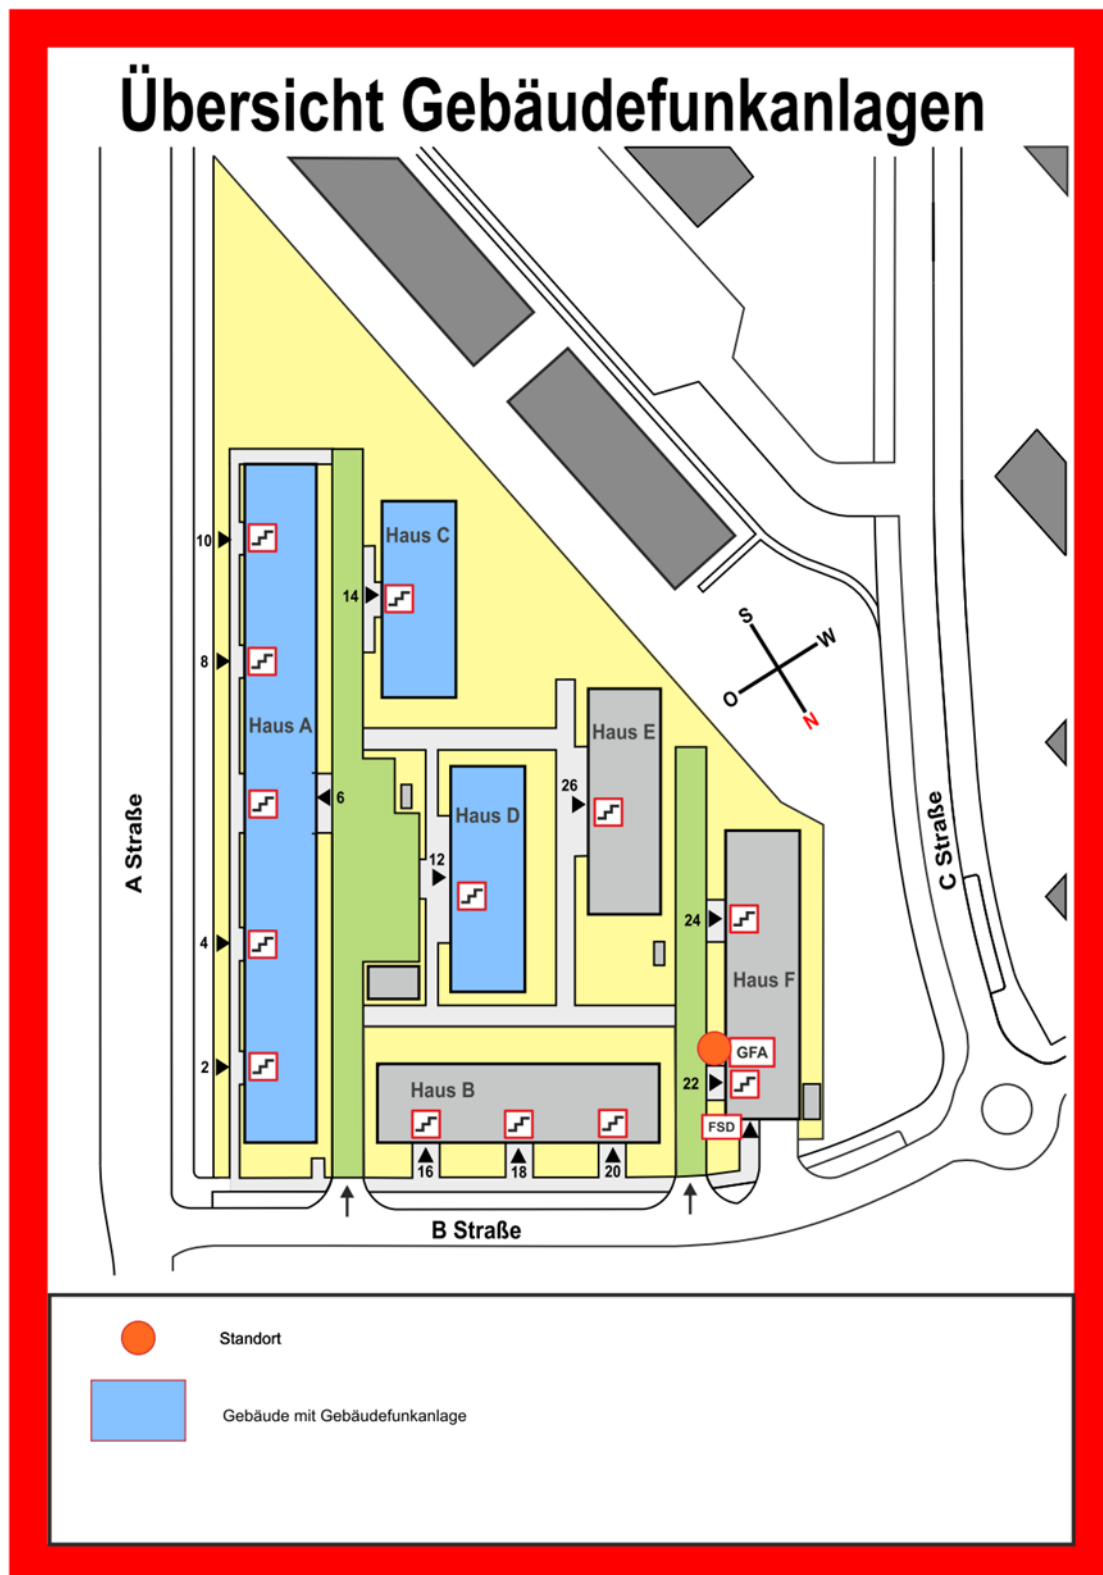 Übersicht Gebäudefunkanlagen
Haus C
10
14
8
S
W
O
N
Haus A
Haus E
26
6
Haus D
A Straße
C Straße
12
24
4
Haus F
GFA
2
22
Haus B
FSD
16
18
20
B Straße
Standort
Gebäude mit Gebäudefunkanlage